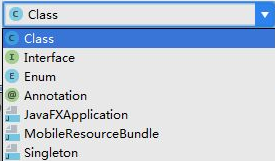 C Class
C Class
I Interface
E Enum
@ Annotation
JavaFXApplication
MobileResourceBundle
Singleton